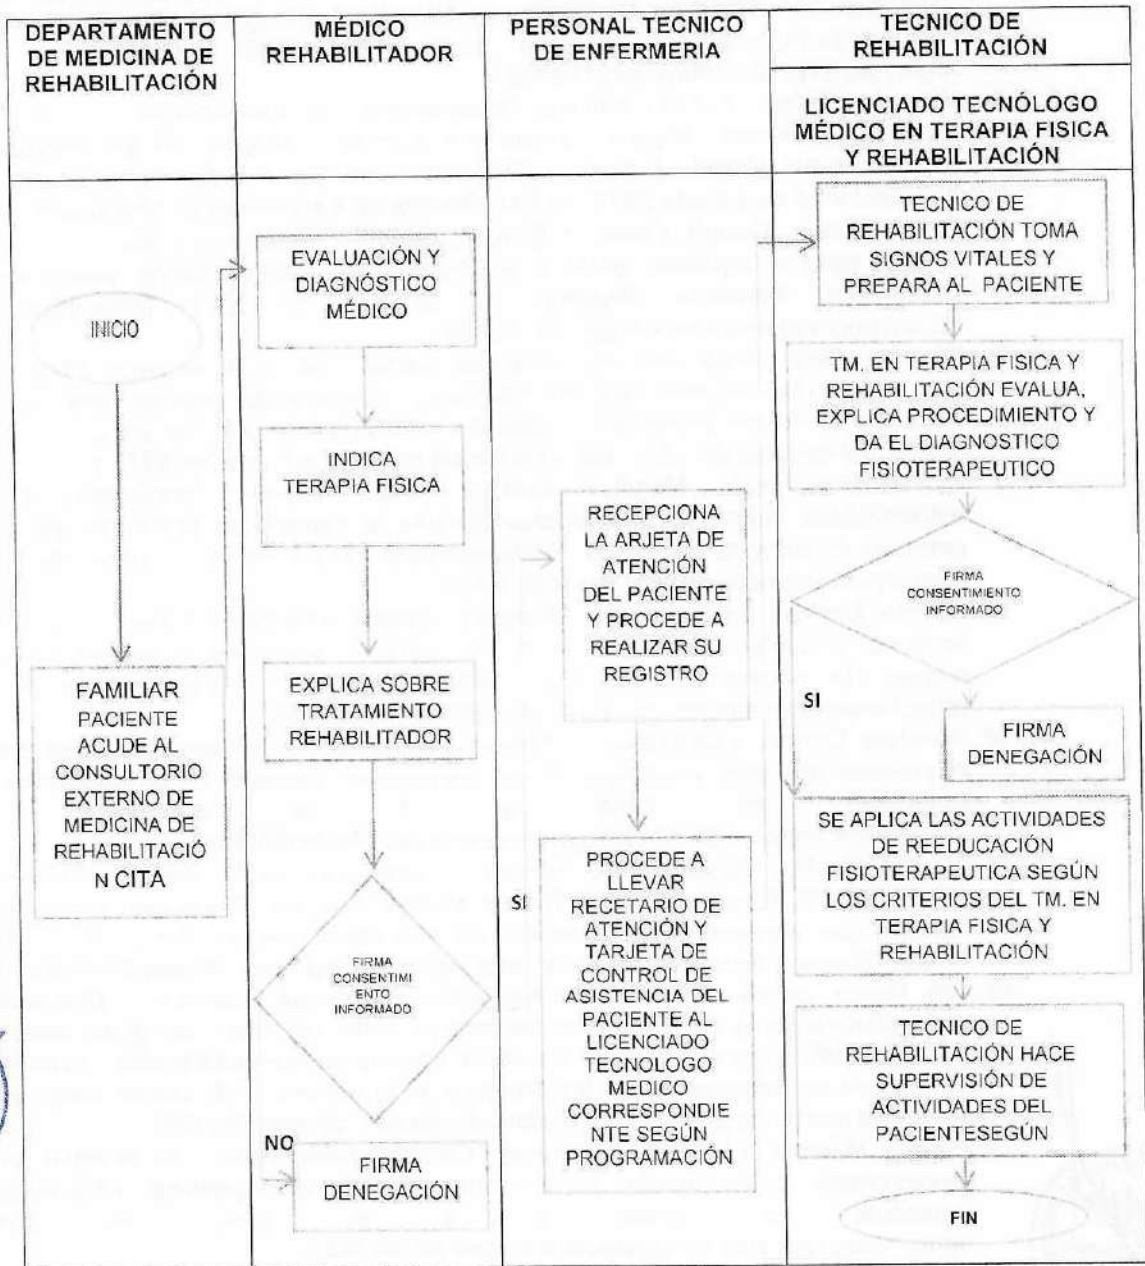 DEPARTAMENTO
DE MEDICINA DE
REHABILITACIÓN
MÉDICO
REHABILITADOR
PERSONAL TECNICO
DE ENFERMERIA
TECNICO DE
REHABILITACIÓN
LICENCIADO TECNÓLOGO
MÉDICO EN TERAPIA FISICA
Y REHABILITACIÓN
INICIO
FAMILIAR
PACIENTE
ACUDE AL
CONSULTORIO
EXTERNO DE
MEDICINA DE
REHABILITACIÓ
N CITA
EVALUACIÓN Y
DIAGNÓSTICO
MÉDICO
INDICA
TERAPIA FISICA
EXPLICA SOBRE
TRATAMIENTO
REHABILITADOR
FIRMA
CONSENTIMI
ENTO
INFORMADO
NO
FIRMA
DENEGACIÓN
SI
RECEPCIONA
LA ARJETA DE
ATENCIÓN
DEL PACIENTE
Y PROCEDE A
REALIZAR SU
REGISTRO
PROCEDE A
LLEVAR
RECETARIO DE
ATENCIÓN Y
TARJETA DE
CONTROL DE
ASISTENCIA DEL
PACIENTE AL
LICENCIADO
TECNOLOGO
MEDICO
CORRESPONDIE
NTE SEGÚN
PROGRAMACIÓN
TECNICO DE
REHABILITACIÓN TOMA
SIGNOS VITALES Y
PREPARA AL PACIENTE
TM. EN TERAPIA FISICA Y
REHABILITACIÓN EVALUA,
EXPLICA PROCEDIMIENTO Y
DA EL DIAGNOSTICO
FISIOTERAPEUTICO
FIRMA
CONSENTIMIENTO
INFORMADO
SI
FIRMA
DENEGACIÓN
SE APLICA LAS ACTIVIDADES
DE REEDUCACIÓN
FISIOTERAPEUTICA SEGÚN
LOS CRITERIOS DEL TM. EN
TERAPIA FISICA Y
REHABILITACIÓN
TECNICO DE
REHABILITACIÓN HACE
SUPERVISIÓN DE
ACTIVIDADES DEL
PACIENTESEGÚN
FIN